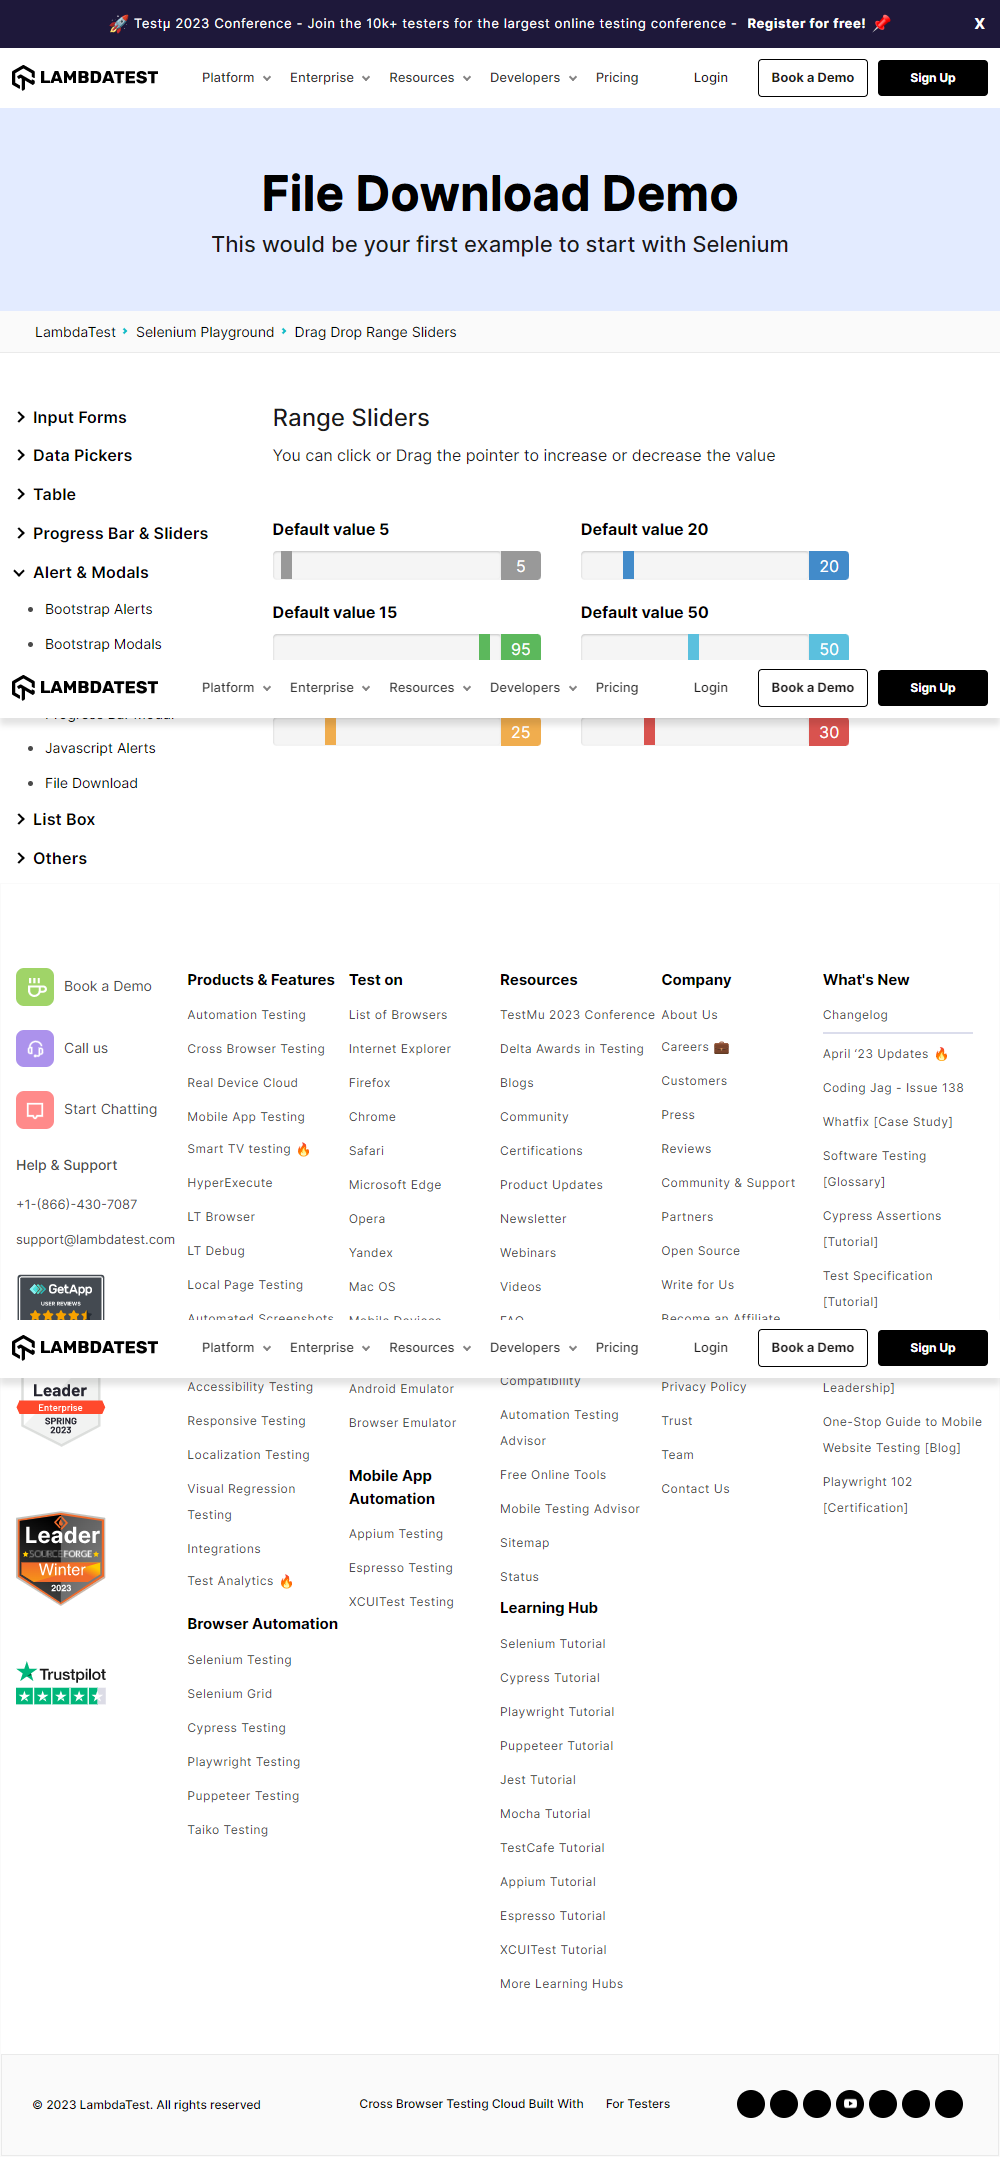 🚀 Testμ 2023 Conference - Join the 10k+ testers for the largest online testing conference - Register for free! 📌 X
LAMBDATEST Platform Enterprise Resources Developers Pricing Login Book a Demo Sign Up
File Download Demo
This would be your first example to start with Selenium
LambdaTest Selenium Playground Drag Drop Range Sliders
Input Forms
Data Pickers
Table
Progress Bar & Sliders
Alert & Modals
Bootstrap Alerts
Bootstrap Modals
Range Sliders
You can click or Drag the pointer to increase or decrease the value
Default value 5
5
Default value 20
20
Default value 15
95
Default value 50
50
LAMBDATEST Platform Enterprise Resources Developers Pricing Login Book a Demo Sign Up
Progress Bar Modal
25
30
Javascript Alerts
File Download
List Box
Others
Book a Demo
Call us
Start Chatting
Help & Support
+1-(866)-430-7087
support@lambdatest.com
GetApp
USER REVIEWS
Products & Features
Automation Testing
Cross Browser Testing
Real Device Cloud
Mobile App Testing
Smart TV testing 🔥
HyperExecute
LT Browser
LT Debug
Local Page Testing
Automated Screenshots
Test on
List of Browsers
Internet Explorer
Firefox
Chrome
Safari
Microsoft Edge
Opera
Yandex
Mac OS
Mobile Devices
Resources
TestMu 2023 Conference
Delta Awards in Testing
Blogs
Community
Certifications
Product Updates
Newsletter
Webinars
Videos
FAQ
Company
About Us
Careers 💼
Customers
Press
Reviews
Community & Support
Partners
Open Source
Write for Us
Become an Affiliate
What's New
Changelog
April ‘23 Updates 🔥
Coding Jag - Issue 138
Whatfix [Case Study]
Software Testing
[Glossary]
Cypress Assertions
[Tutorial]
Test Specification
[Tutorial]
LAMBDATEST Platform Enterprise Resources Developers Pricing Login Book a Demo Sign Up
Leader
Enterprise
SPRING
2023
Leader
SOURCEFORGE
Winter
2023
Trustpilot
Accessibility Testing
Responsive Testing
Localization Testing
Visual Regression
Testing
Integrations
Test Analytics 🔥
Browser Automation
Selenium Testing
Selenium Grid
Cypress Testing
Playwright Testing
Puppeteer Testing
Taiko Testing
Android Emulator
Browser Emulator
Mobile App
Automation
Appium Testing
Espresso Testing
XCUITest Testing
Compatibility
Automation Testing
Advisor
Free Online Tools
Mobile Testing Advisor
Sitemap
Status
Learning Hub
Selenium Tutorial
Cypress Tutorial
Playwright Tutorial
Puppeteer Tutorial
Jest Tutorial
Mocha Tutorial
TestCafe Tutorial
Appium Tutorial
Espresso Tutorial
XCUITest Tutorial
More Learning Hubs
Privacy Policy
Trust
Team
Contact Us
Leadership]
One-Stop Guide to Mobile
Website Testing [Blog]
Playwright 102
[Certification]
© 2023 LambdaTest. All rights reserved Cross Browser Testing Cloud Built With For Testers